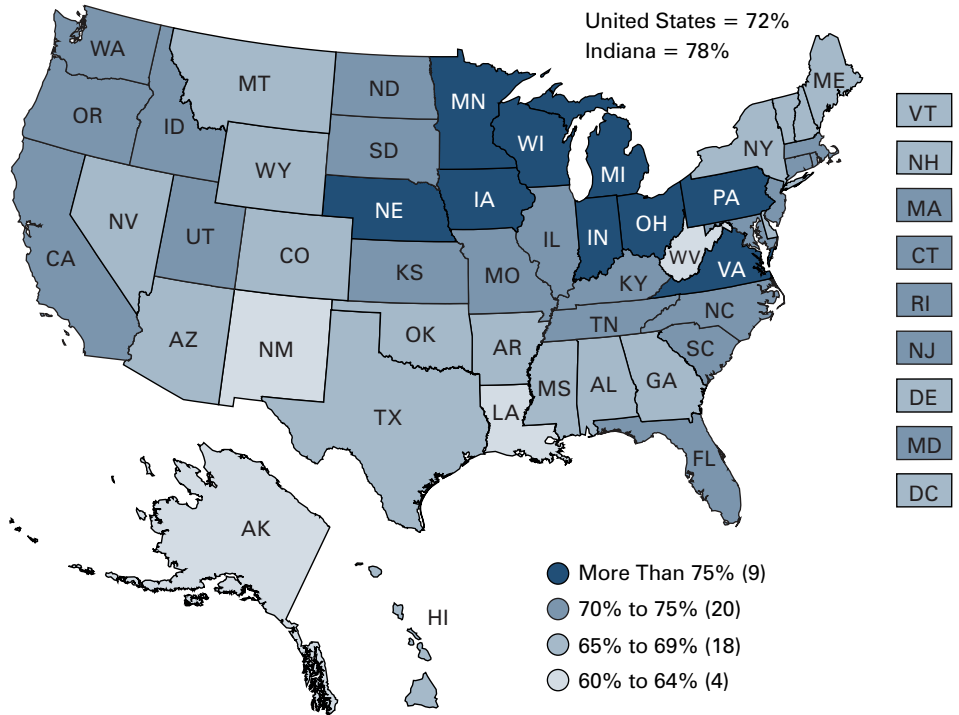 United States = 72%
Indiana = 78%
WA
MT
ND
MN
ME
VT
OR
ID
SD
WI
NY
NH
WY
MI
MA
NE
IA
PA
NV
UT
CO
IL
IN
OH
WV
VA
CT
CA
KS
MO
KY
RI
AZ
NM
OK
AR
TN
NC
SC
NJ
TX
LA
MS
AL
GA
DE
FL
MD
DC
AK
HI
More Than 75% (9)
70% to 75% (20)
65% to 69% (18)
60% to 64% (4)